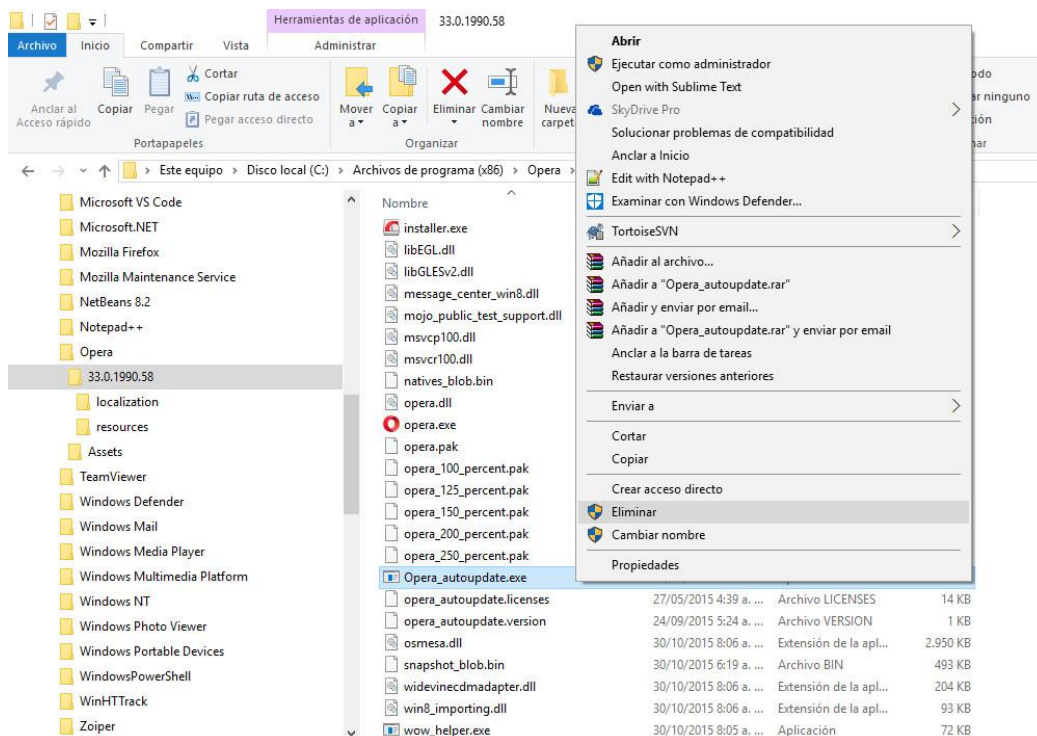 Herramientas de aplicación
33.0.1990.58
Archivo
Inicio
Compartir
Vista
Administrar
Anclar al
Acceso rápido
Copiar
Pegar
Cortar
Copiar ruta de acceso
Pegar acceso directo
Portapapeles
Mover
a
Copiar
a
Eliminar
Cambiar
nombre
Organizar
← → ↑ Este equipo > Disco local (C:) > Archivos de programa (x86) > Opera >
Microsoft VS Code
Microsoft.NET
Mozilla Firefox
Mozilla Maintenance Service
NetBeans 8.2
Notepad++
Opera
33.0.1990.58
localization
resources
Assets
TeamViewer
Windows Defender
Windows Mail
Windows Media Player
Windows Multimedia Platform
Windows NT
Windows Photo Viewer
Windows Portable Devices
WindowsPowerShell
WinHTTrack
Zoiper
Nombre
installer.exe
libEGL.dll
libGLESv2.dll
message_center_win8.dll
mojo_public_test_support.dll
msvcp100.dll
msvcr100.dll
natives_blob.bin
opera.dll
opera.exe
opera.pak
opera_100_percent.pak
opera_125_percent.pak
opera_150_percent.pak
opera_200_percent.pak
opera_250_percent.pak
Opera_autoupdate.exe
opera_autoupdate.licenses 27/05/2015 4:39 a. ... Archivo LICENSES 14 KB
opera_autoupdate.version 24/09/2015 5:24 a. ... Archivo VERSION 1 KB
osmesa.dll 30/10/2015 8:06 a. ... Extensión de la apl... 2.950 KB
snapshot_blob.bin 30/10/2015 6:19 a. ... Archivo BIN 493 KB
widevinecdmadapter.dll 30/10/2015 8:06 a. ... Extensión de la apl... 204 KB
win8_importing.dll 30/10/2015 8:06 a. ... Extensión de la apl... 93 KB
wow_helper.exe 30/10/2015 8:05 a. ... Aplicación 72 KB
Abrir
Ejecutar como administrador
Open with Sublime Text
SkyDrive Pro
Solucionar problemas de compatibilidad
Anclar a Inicio
Edit with Notepad++
Examinar con Windows Defender...
TortoiseSVN
Añadir al archivo...
Añadir a "Opera_autoupdate.rar"
Añadir y enviar por email...
Añadir a "Opera_autoupdate.rar" y enviar por email
Anclar a la barra de tareas
Restaurar versiones anteriores
Enviar a
Cortar
Copiar
Crear acceso directo
Eliminar
Cambiar nombre
Propiedades